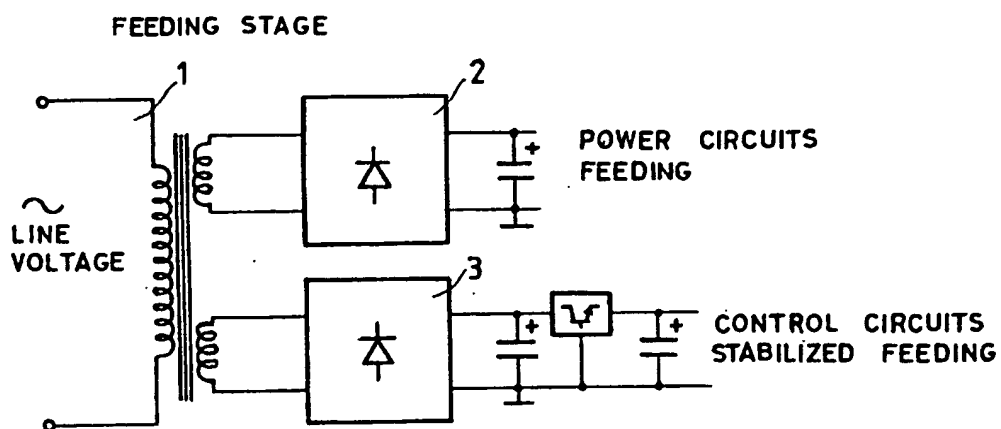 FEEDING STAGE
1
2
POWER CIRCUITS
FEEDING
+
~
LINE
VOLTAGE
3
+
+
CONTROL CIRCUITS
STABILIZED FEEDING